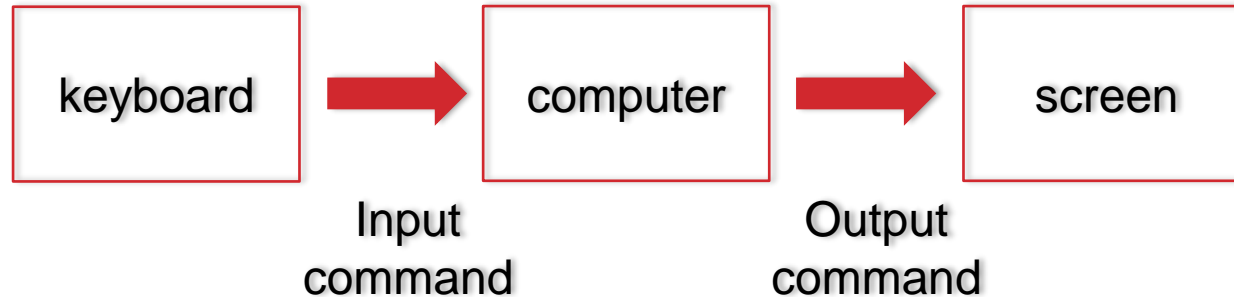 keyboard
computer
screen
Input
command
Output
command